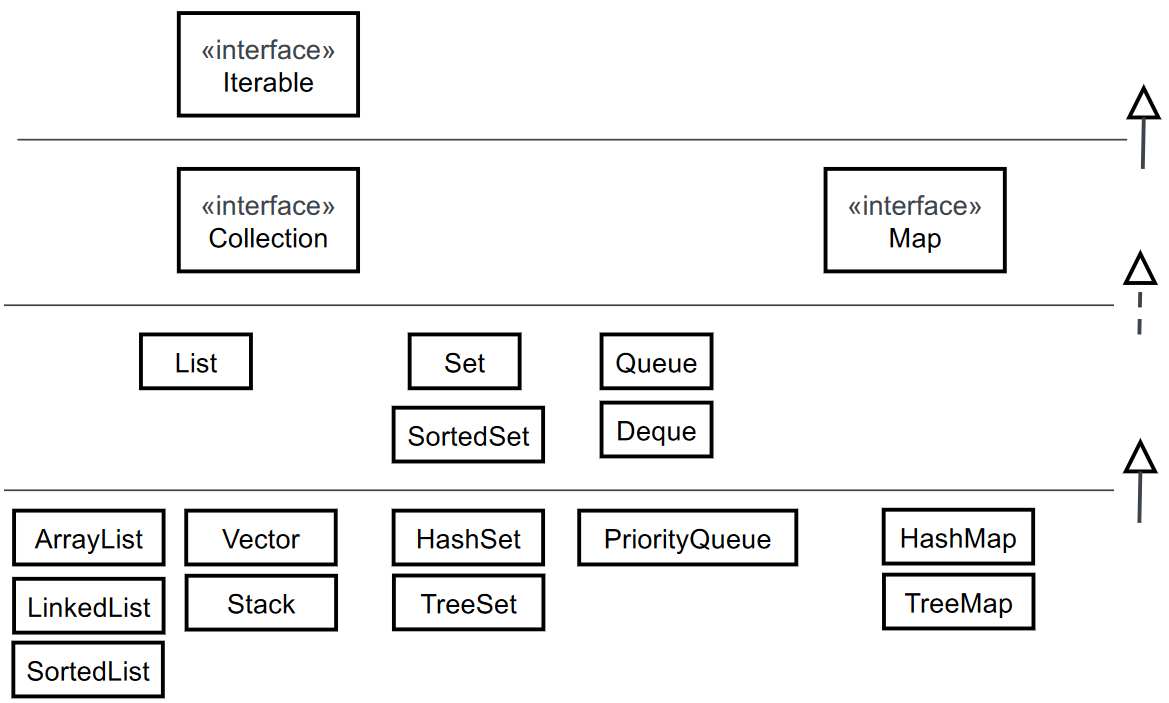 «interface»
Iterable
«interface»
Collection
«interface»
Map
List
Set
Queue
SortedSet
Deque
ArrayList
Vector
HashSet
PriorityQueue
HashMap
LinkedList
Stack
TreeSet
TreeMap
SortedList